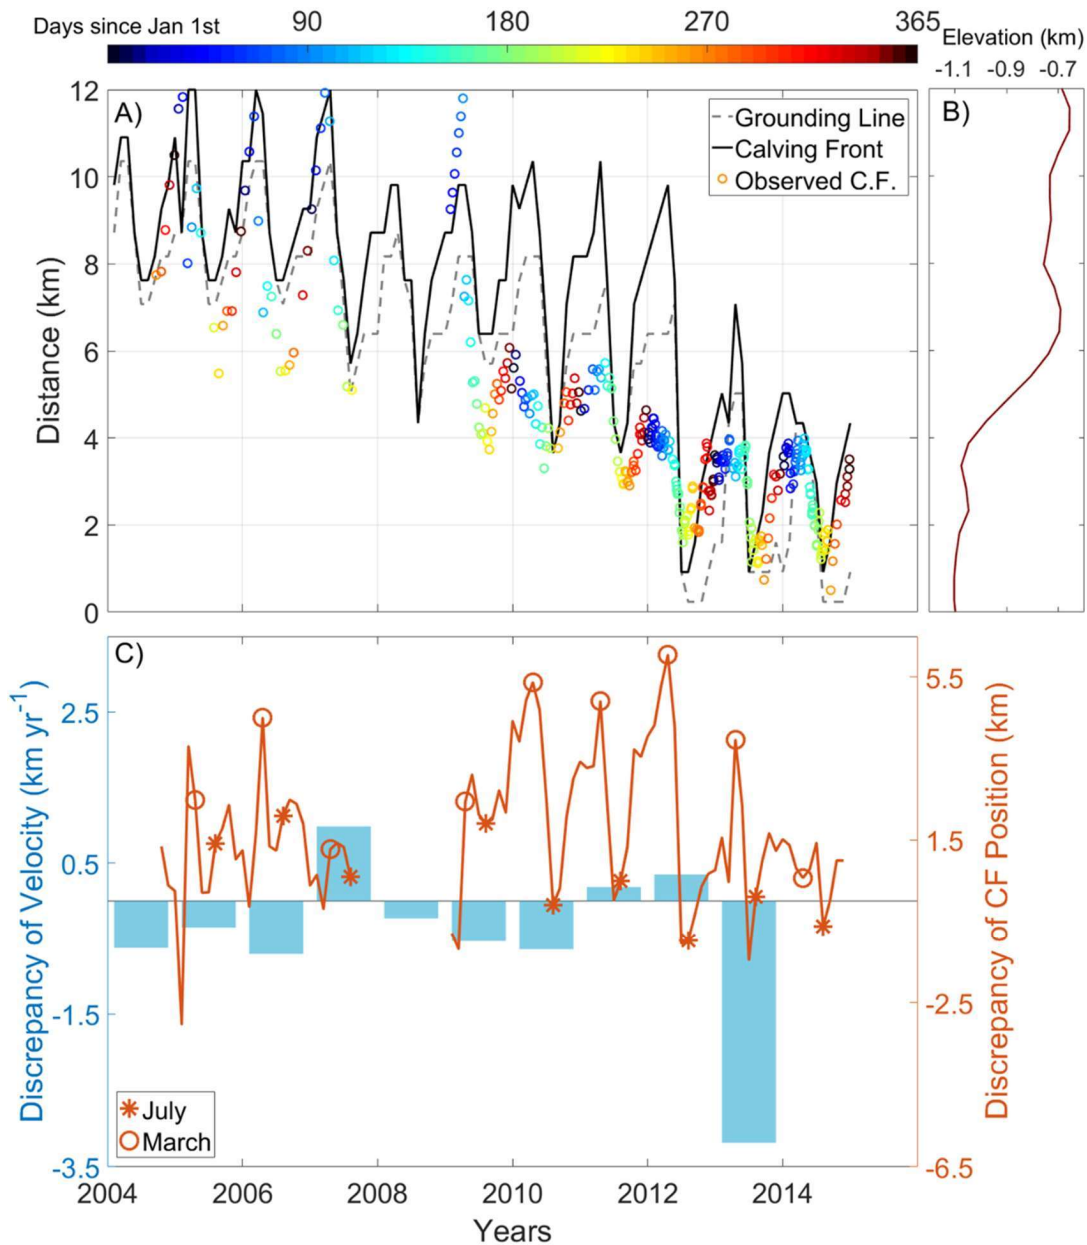 Days since Jan 1st 90 180 270 365
Elevation (km)
-1.1 -0.9 -0.7
A)
B)
Grounding Line
Calving Front
Observed C.F.
12
10
8
6
4
2
0
Distance (km)
C)
2.5
0.5
-1.5
-3.5
Discrepancy of Velocity (km yr⁻¹)
5.5
1.5
-2.5
-6.5
Discrepancy of CF Position (km)
July
March
2004 2006 2008 2010 2012 2014
Years